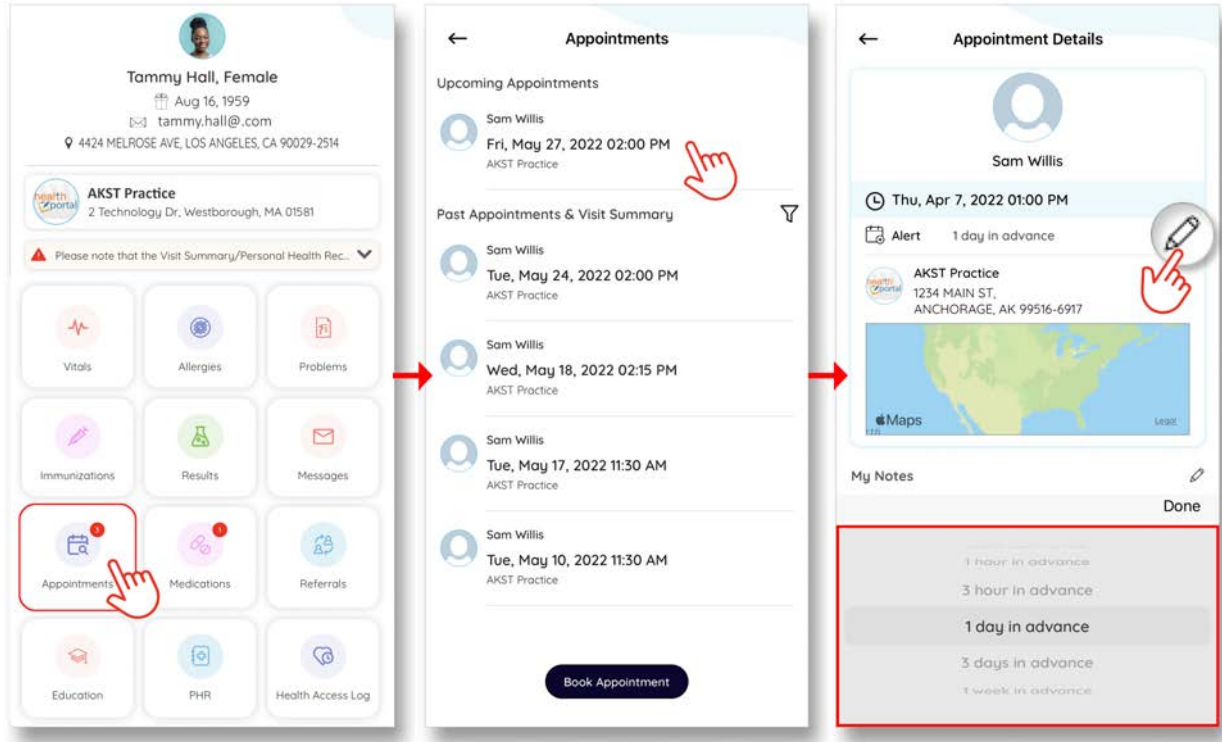 Tammy Hall, Female
Aug 16, 1959
tammy.hall@.com
4424 MELROSE AVE, LOS ANGELES, CA 90029-2514
health
portal
AKST Practice
2 Technology Dr, Westborough, MA 01581
Please note that the Visit Summary/Personal Health Rec...
Vitals
Allergies
Problems
Immunizations
Results
Messages
3
Appointments
1
Medications
Referrals
Education
PHR
Health Access Log
Appointments
Upcoming Appointments
Sam Willis
Fri, May 27, 2022 02:00 PM
AKST Practice
Past Appointments & Visit Summary
Sam Willis
Tue, May 24, 2022 02:00 PM
AKST Practice
Sam Willis
Wed, May 18, 2022 02:15 PM
AKST Practice
Sam Willis
Tue, May 17, 2022 11:30 AM
AKST Practice
Sam Willis
Tue, May 10, 2022 11:30 AM
AKST Practice
Book Appointment
Appointment Details
Sam Willis
Thu, Apr 7, 2022 01:00 PM
Alert 1 day in advance
health
portal
AKST Practice
1234 MAIN ST,
ANCHORAGE, AK 99516-6917
Maps
Legal
My Notes
Done
1 hour in advance
3 hour in advance
1 day in advance
3 days in advance
1 week in advance